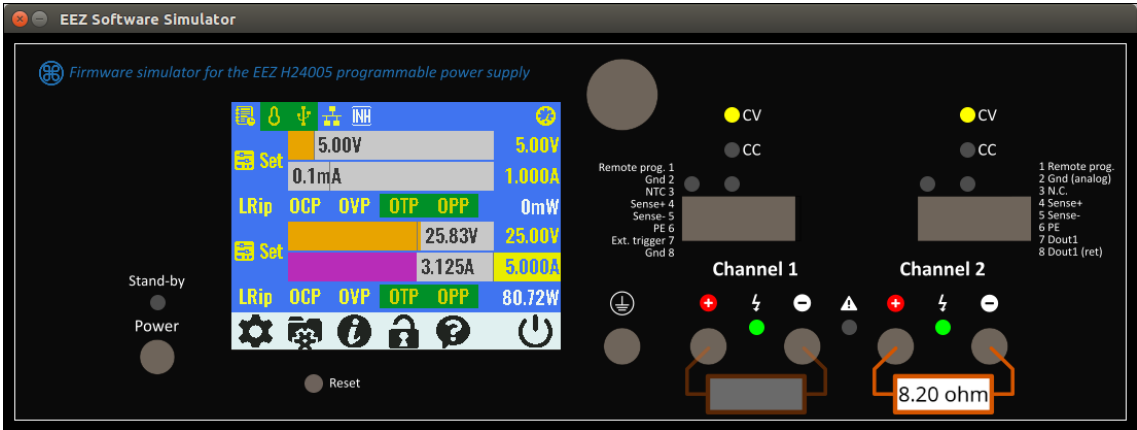 EEZ Software Simulator
Firmware simulator for the EEZ H24005 programmable power supply
INH
Set
5.00V 5.00V
0.1mA 1.000A
LRip OCP OVP OTP OPP 0mW
Set
25.83V 25.00V
3.125A 5.000A
LRip OCP OVP OTP OPP 80.72W
Stand-by
Power
Reset
CV
CC
Remote prog. 1
Gnd 2
NTC 3
Sense+ 4
Sense- 5
PE 6
Ext. trigger 7
Gnd 8
Channel 1
CV
CC
1 Remote prog.
2 Gnd (analog)
3 N.C.
4 Sense+
5 Sense-
6 PE
7 Dout1
8 Dout1 (ret)
Channel 2
8.20 ohm